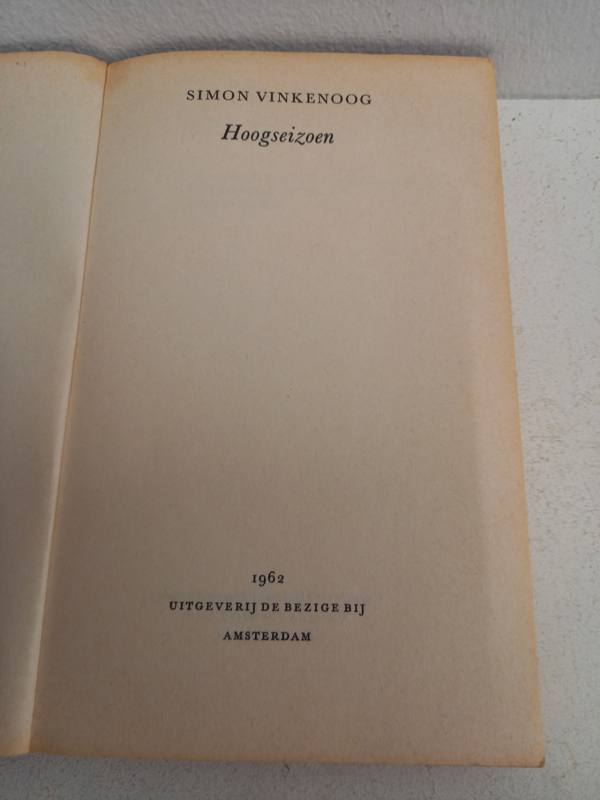 SIMON VINKENOOG
Hoogseizoen
1962
UITGEVERIJ DE BEZIGE BIJ
AMSTERDAM